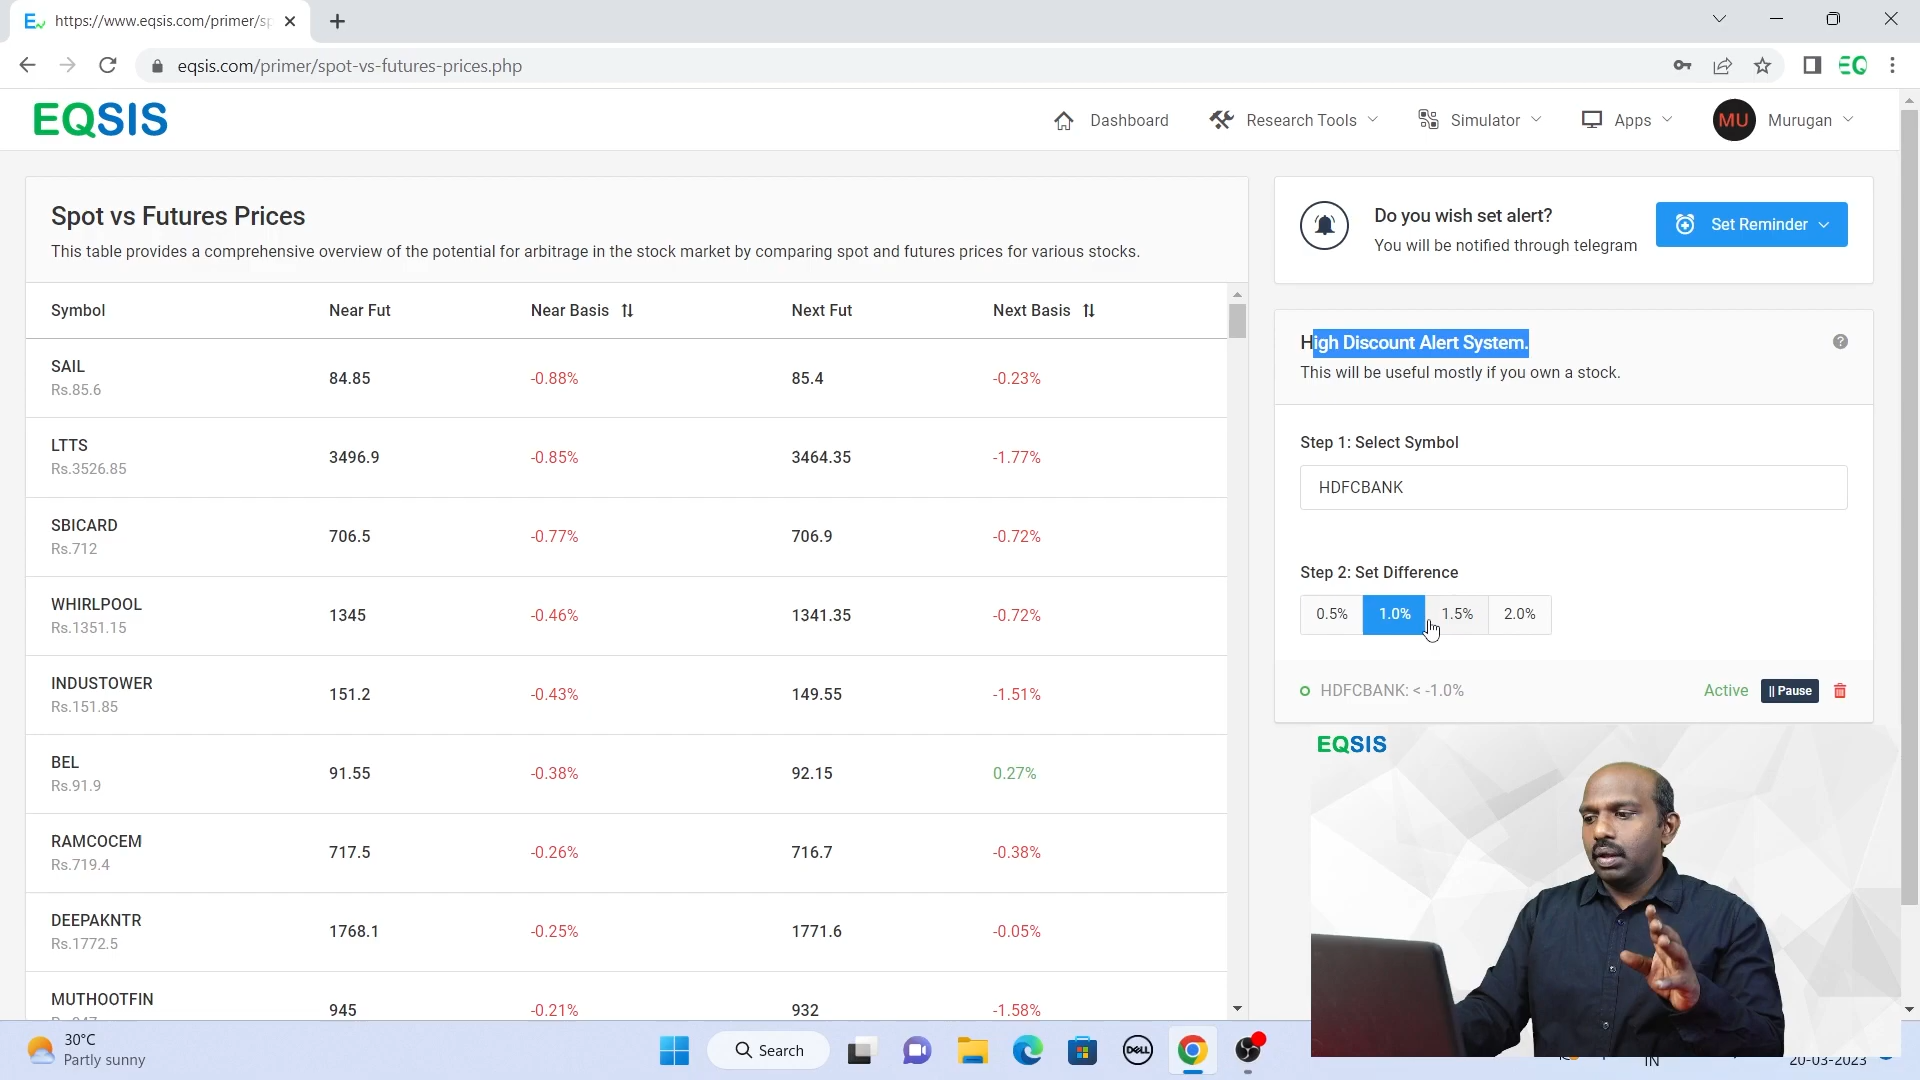 https://www.eqsis.com/primer/sp
eqsis.com/primer/spot-vs-futures-prices.php
EQ
EQSIS
Dashboard
Research Tools
Simulator
Apps
MU
Murugan
Spot vs Futures Prices
This table provides a comprehensive overview of the potential for arbitrage in the stock market by comparing spot and futures prices for various stocks.
Symbol Near Fut Near Basis Next Fut Next Basis
SAIL
Rs.85.6
84.85 -0.88% 85.4 -0.23%
LTTS
Rs.3526.85
3496.9 -0.85% 3464.35 -1.77%
SBICARD
Rs.712
706.5 -0.77% 706.9 -0.72%
WHIRLPOOL
Rs.1351.15
1345 -0.46% 1341.35 -0.72%
INDUSTOWER
Rs.151.85
151.2 -0.43% 149.55 -1.51%
BEL
Rs.91.9
91.55 -0.38% 92.15 0.27%
RAMCOCEM
Rs.719.4
717.5 -0.26% 716.7 -0.38%
DEEPAKNTR
Rs.1772.5
1768.1 -0.25% 1771.6 -0.05%
MUTHOOTFIN
945 -0.21% 932 -1.58%
Do you wish set alert?
You will be notified through telegram
Set Reminder
High Discount Alert System.
This will be useful mostly if you own a stock.
Step 1: Select Symbol
HDFCBANK
Step 2: Set Difference
0.5% 1.0% 1.5% 2.0%
HDFCBANK: < -1.0%
Active
|| Pause
EQSIS
30°C
Partly sunny
Search
DELL
IN
20-03-2023